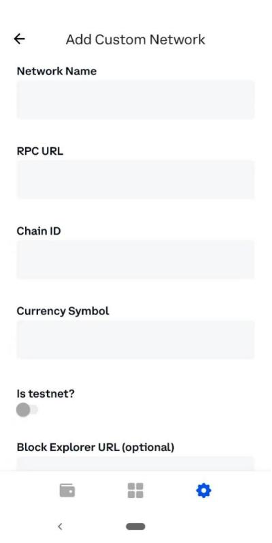 Add Custom Network
Network Name
RPC URL
Chain ID
Currency Symbol
Is testnet?
Block Explorer URL (optional)